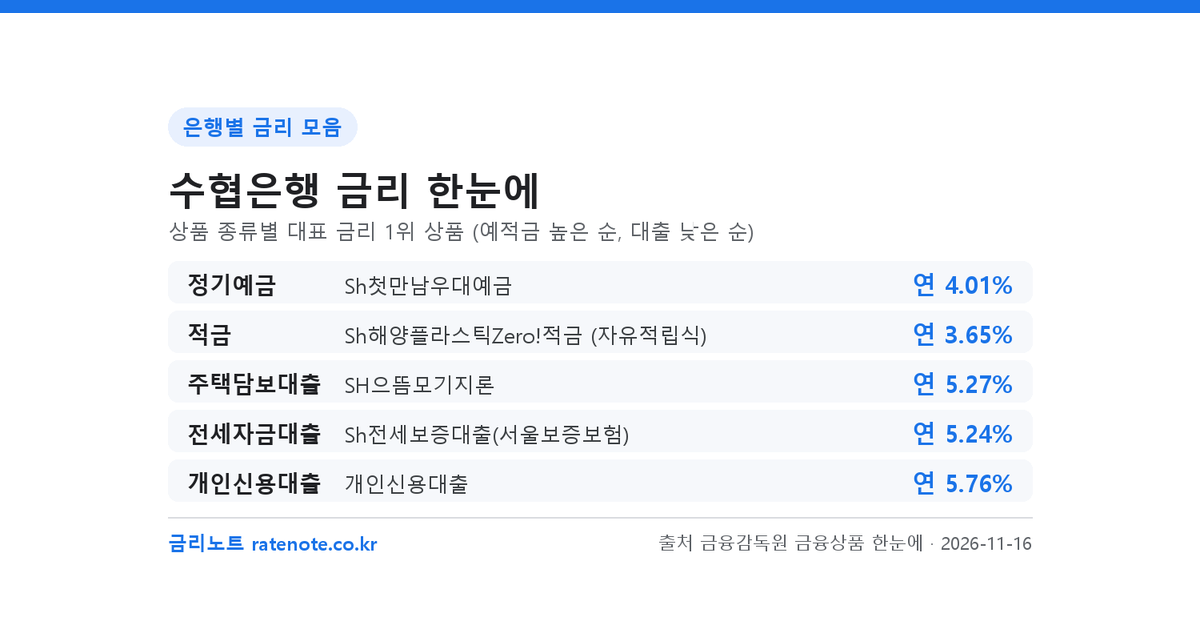 은행별 금리 모음
수협은행 금리 한눈에
상품 종류별 대표 금리 1위 상품 (예적금 높은 순, 대출 낮은 순)
정기예금 Sh첫만남우대예금 연 4.01%
적금 Sh해양플라스틱Zero!적금 (자유적립식) 연 3.65%
주택담보대출 SH으뜸모기지론 연 5.27%
전세자금대출 Sh전세보증대출(서울보증보험) 연 5.24%
개인신용대출 개인신용대출 연 5.76%
금리노트 ratenote.co.kr 출처 금융감독원 금융상품 한눈에 · 2026-11-16